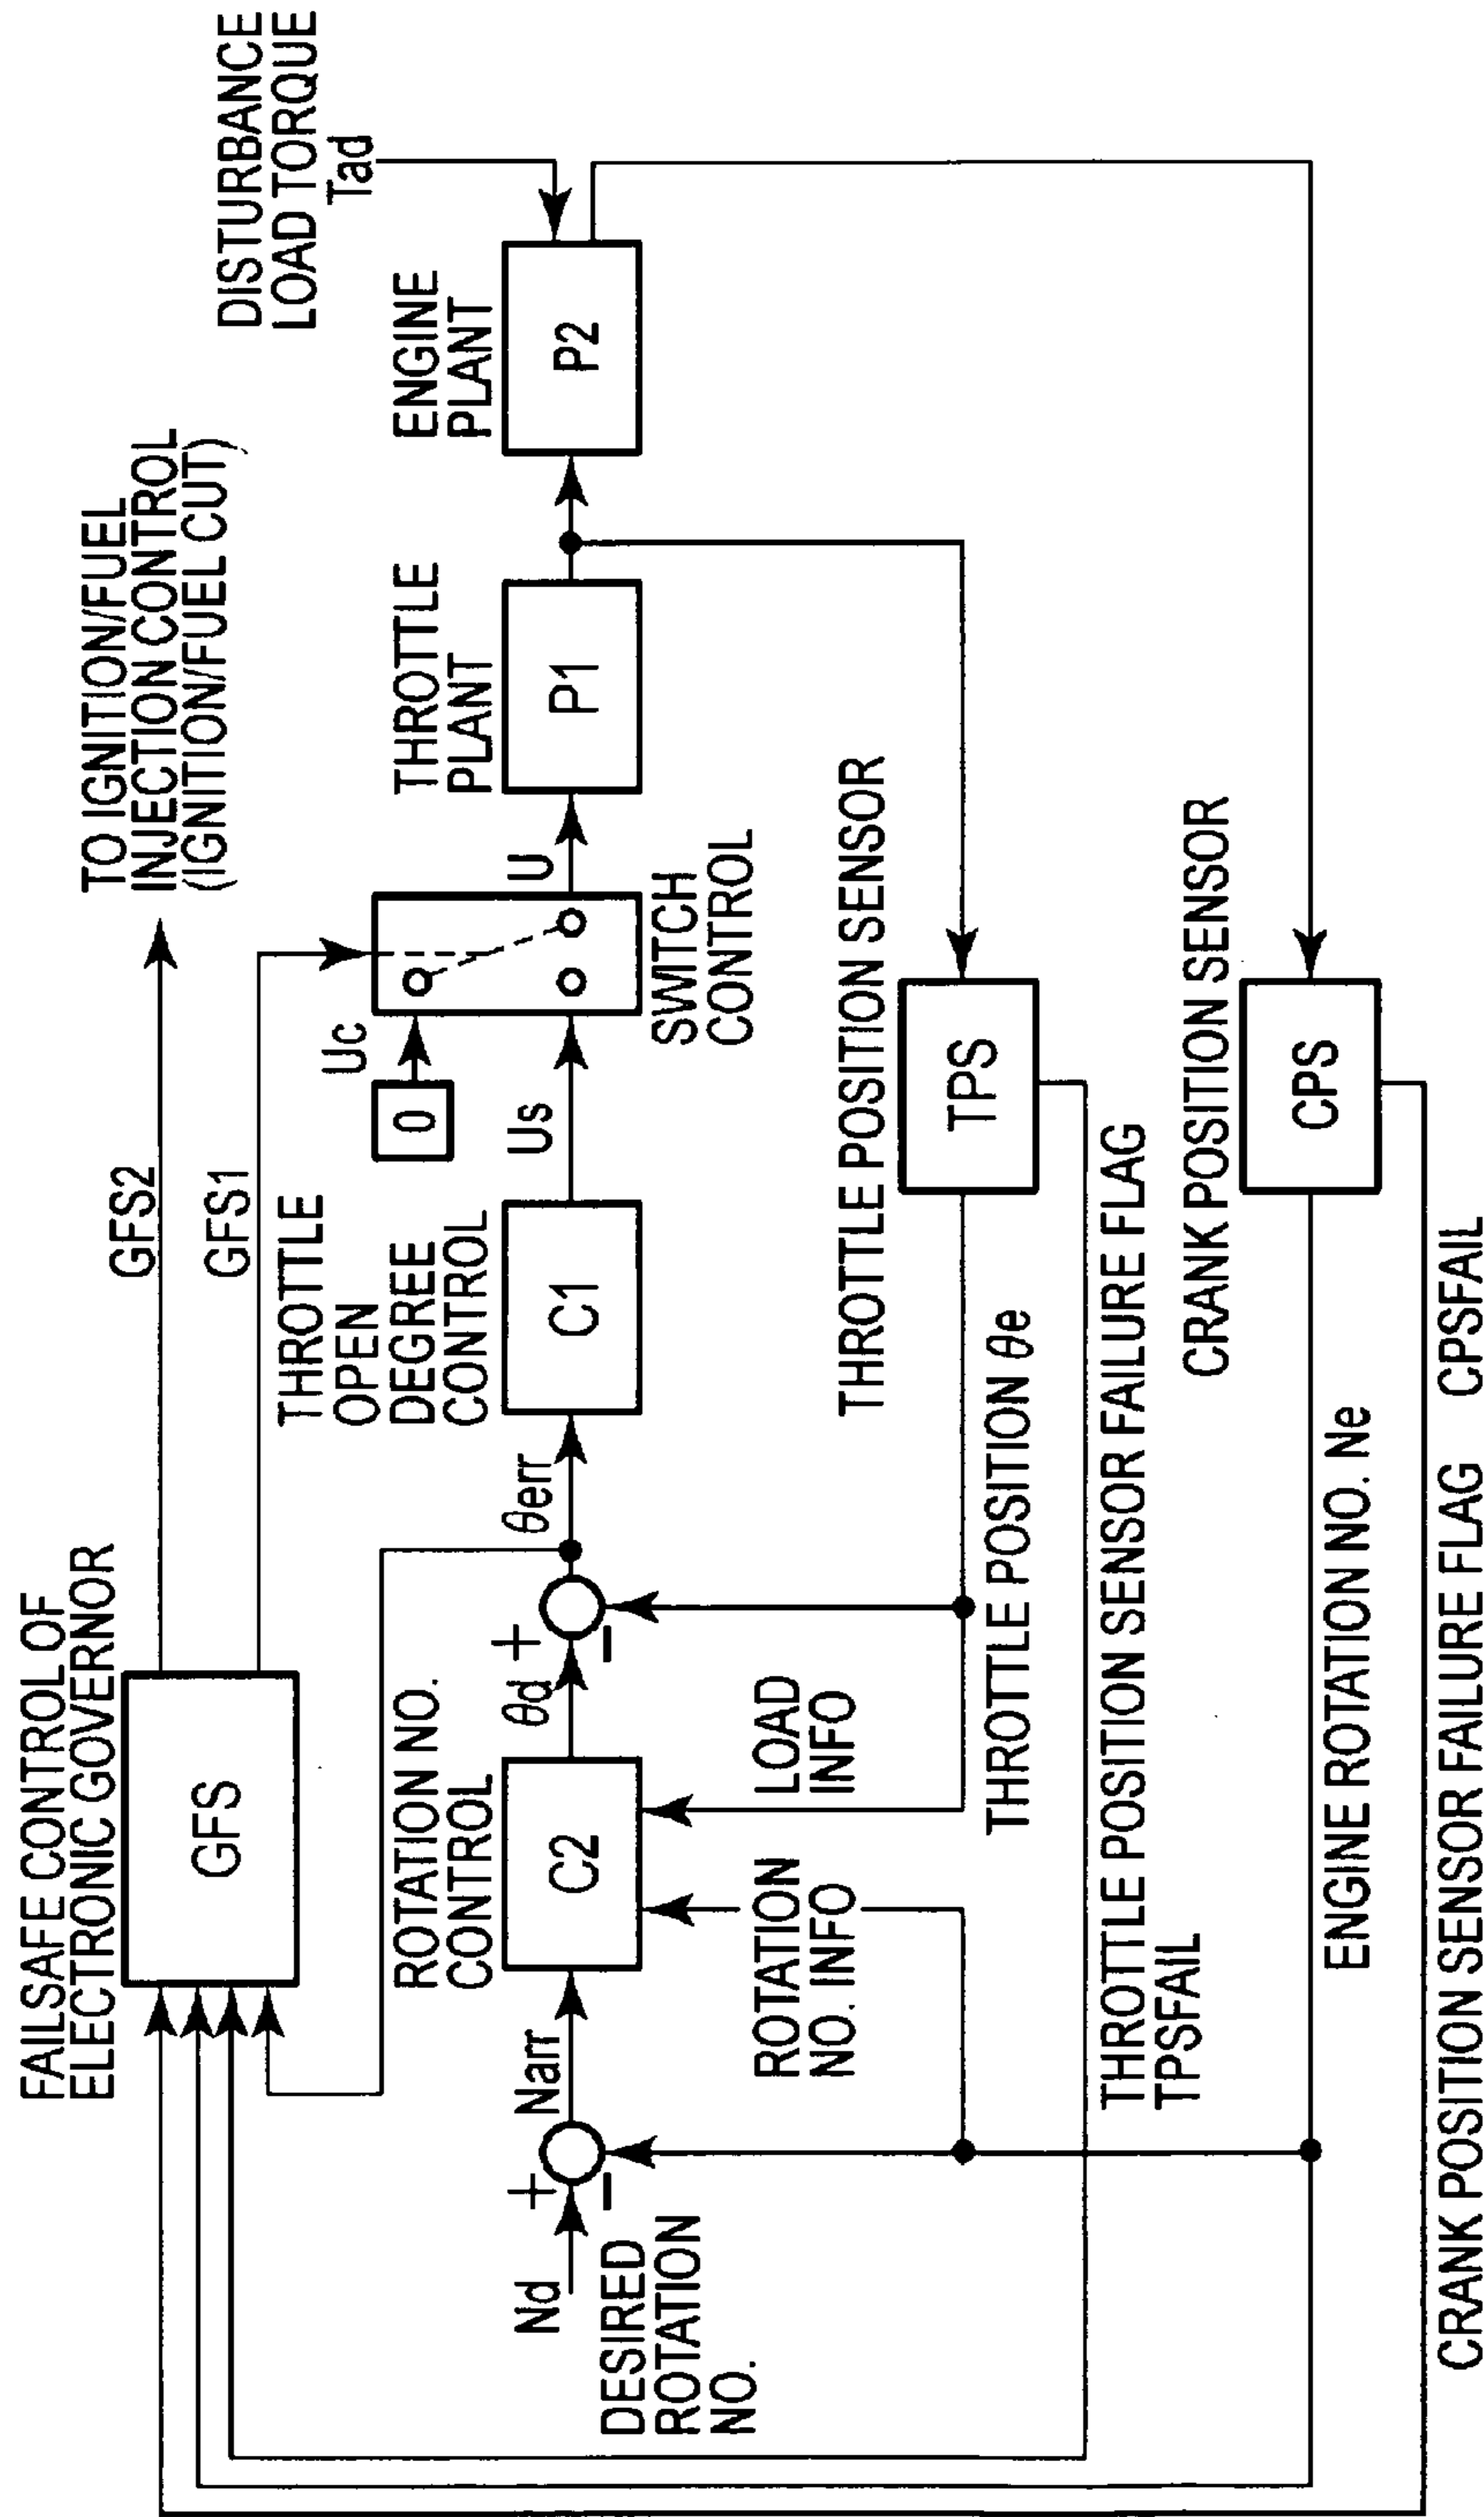 FAILSAFE CONTROL OF
ELECTRONIC GOVERNOR
GFS
GFS2
GFS1
TO IGNITION/FUEL
INJECTION CONTROL
(IGNITION/FUEL CUT)
DISTURBANCE
LOAD TORQUE
Tad
Nd
DESIRED
ROTATION
NO.
+
−
Narr
ROTATION NO.
CONTROL
C2
θd
+
−
θerr
THROTTLE
OPEN
DEGREE
CONTROL
C1
Us
0
Uc
SWITCH
CONTROL
U
THROTTLE
PLANT
P1
ENGINE
PLANT
P2
ROTATION
NO. INFO
LOAD
INFO
THROTTLE POSITION SENSOR
TPS
THROTTLE POSITION θe
THROTTLE POSITION SENSOR FAILURE FLAG
TPSFAIL
CRANK POSITION SENSOR
CPS
ENGINE ROTATION NO. Ne
CRANK POSITION SENSOR FAILURE FLAG CPSFAIL